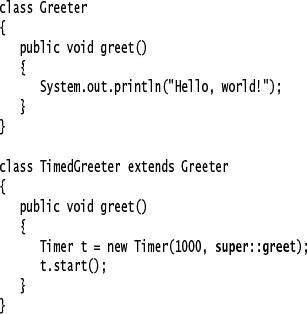 class Greeter
{
   public void greet()
   {
      System.out.println("Hello, world!");
   }
}

class TimedGreeter extends Greeter
{
   public void greet()
   {
      Timer t = new Timer(1000, super::greet);
      t.start();
   }
}